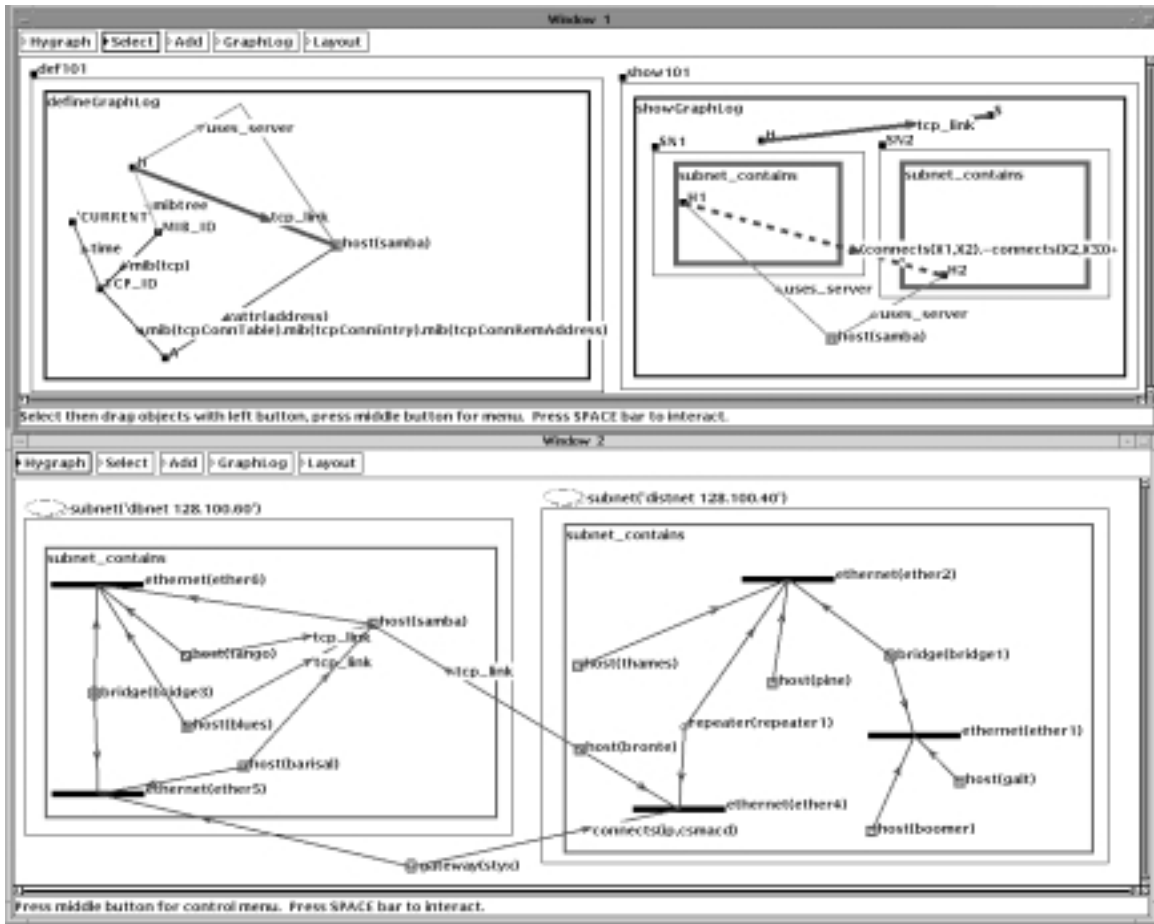 Window 1
Hygraph Select Add GraphLog Layout
def101
defineGraphLog
uses_server
H
mibtree
'CURRENT'
MIB_ID
tcp_link
host(samba)
time
mib(tcp)
TCP_ID
attr(address)
mib(tcpConnTable).mib(tcpConnEntry).mib(tcpConnRemAddress)
A
show101
showGraphLog
S
H
tcp_link
SN1
SN2
subnet_contains
subnet_contains
H1
(connects(X1,X2).-connects(X2,X3))+
H2
uses_server
uses_server
host(samba)
Select then drag objects with left button, press middle button for menu. Press SPACE bar to interact.
Window 2
Hygraph Select Add GraphLog Layout
subnet('dbnet 128.100.60')
subnet_contains
ethernet(ether6)
host(samba)
tcp_link
host(tango)
tcp_link
tcp_link
bridge(bridge3)
host(blues)
host(barisal)
ethernet(ether5)
subnet('distnet 128.100.40')
subnet_contains
ethernet(ether2)
host(thames)
bridge(bridge1)
host(pine)
repeater(repeater1)
ethernet(ether1)
host(bronte)
host(galt)
ethernet(ether4)
connects(ip,csmacd)
host(boomer)
gateway(styx)
Press middle button for control menu. Press SPACE bar to interact.